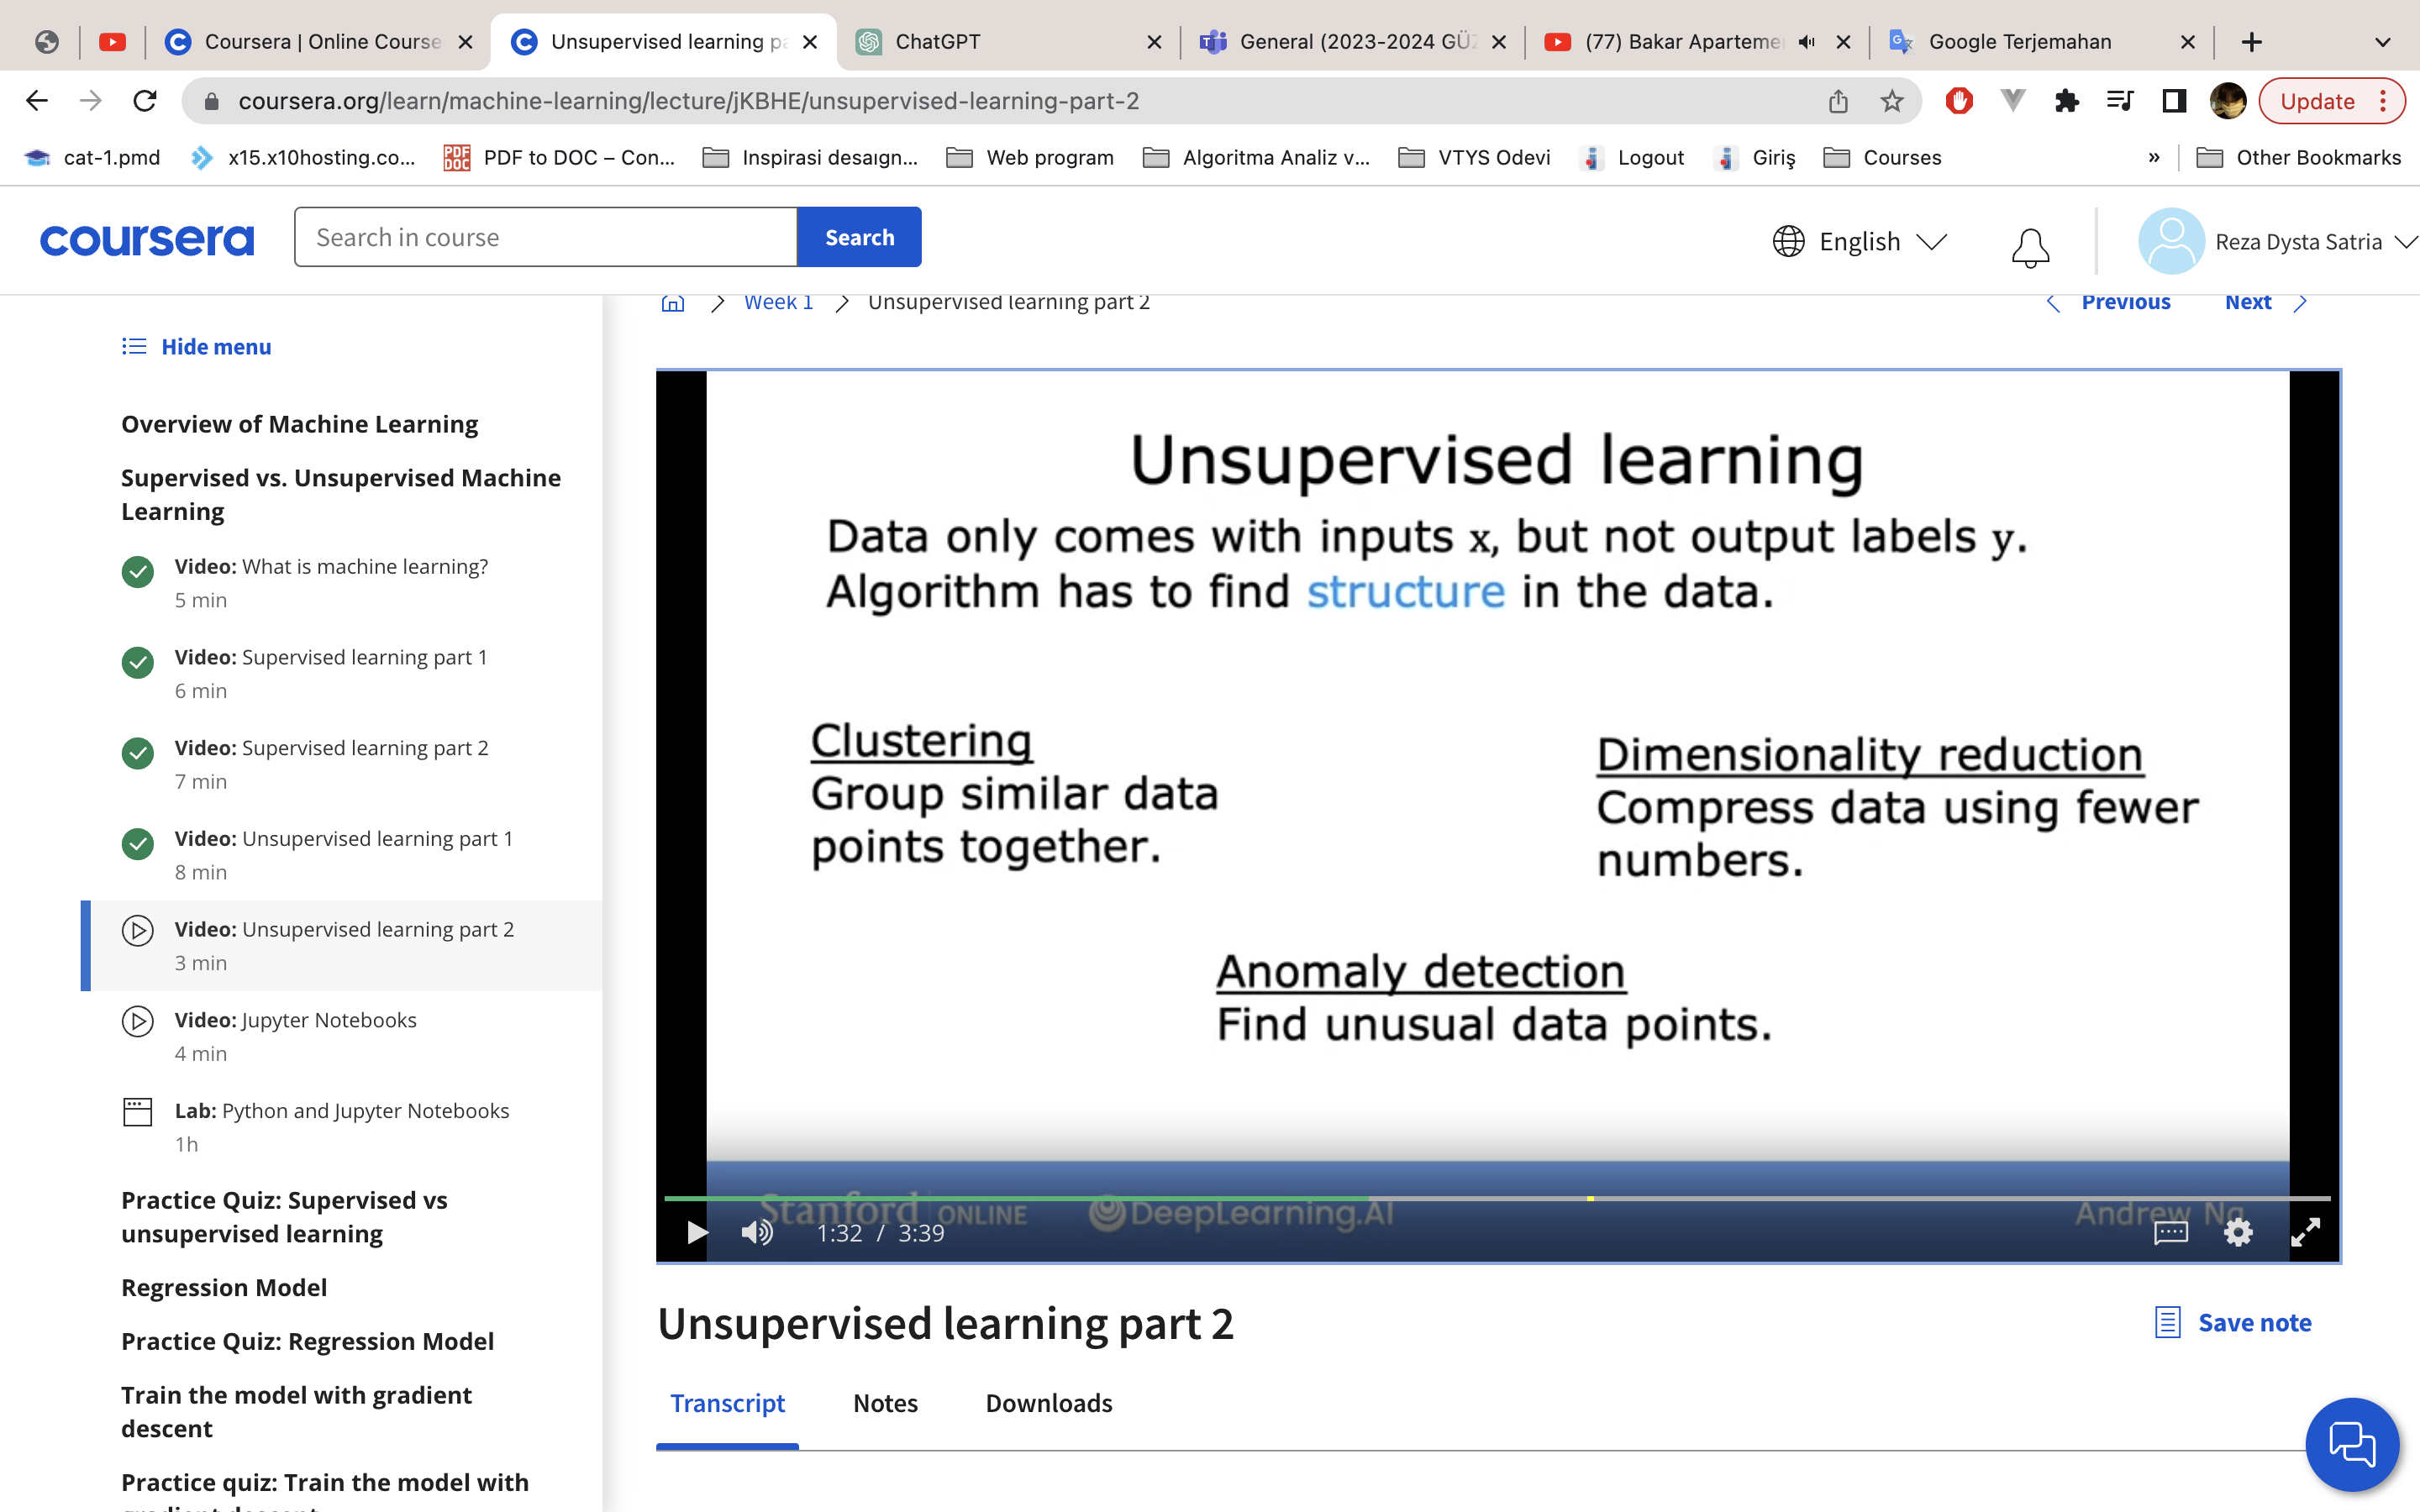 Coursera | Online Course
Unsupervised learning pa
ChatGPT
General (2023-2024 GÜZ
(77) Bakar Aparteme
Google Terjemahan
coursera.org/learn/machine-learning/lecture/jKBHE/unsupervised-learning-part-2
Update
cat-1.pmd
x15.x10hosting.co...
PDF to DOC – Con...
Inspirasi desaıgn...
Web program
Algoritma Analiz v...
VTYS Odevi
Logout
Giriş
Courses
»
Other Bookmarks
coursera
Search in course
Search
English
Reza Dysta Satria
Week 1
Unsupervised learning part 2
Previous
Next
Hide menu
Overview of Machine Learning
Supervised vs. Unsupervised Machine
Learning
Video: What is machine learning?
5 min
Video: Supervised learning part 1
6 min
Video: Supervised learning part 2
7 min
Video: Unsupervised learning part 1
8 min
Video: Unsupervised learning part 2
3 min
Video: Jupyter Notebooks
4 min
Lab: Python and Jupyter Notebooks
1h
Practice Quiz: Supervised vs
unsupervised learning
Regression Model
Practice Quiz: Regression Model
Train the model with gradient
descent
Practice quiz: Train the model with
gradient descent
Unsupervised learning
Data only comes with inputs x, but not output labels y.
Algorithm has to find structure in the data.
Clustering
Group similar data
points together.
Dimensionality reduction
Compress data using fewer
numbers.
Anomaly detection
Find unusual data points.
Stanford ONLINE
DeepLearning.AI
Andrew Ng
1:32 / 3:39
Unsupervised learning part 2
Save note
Transcript
Notes
Downloads